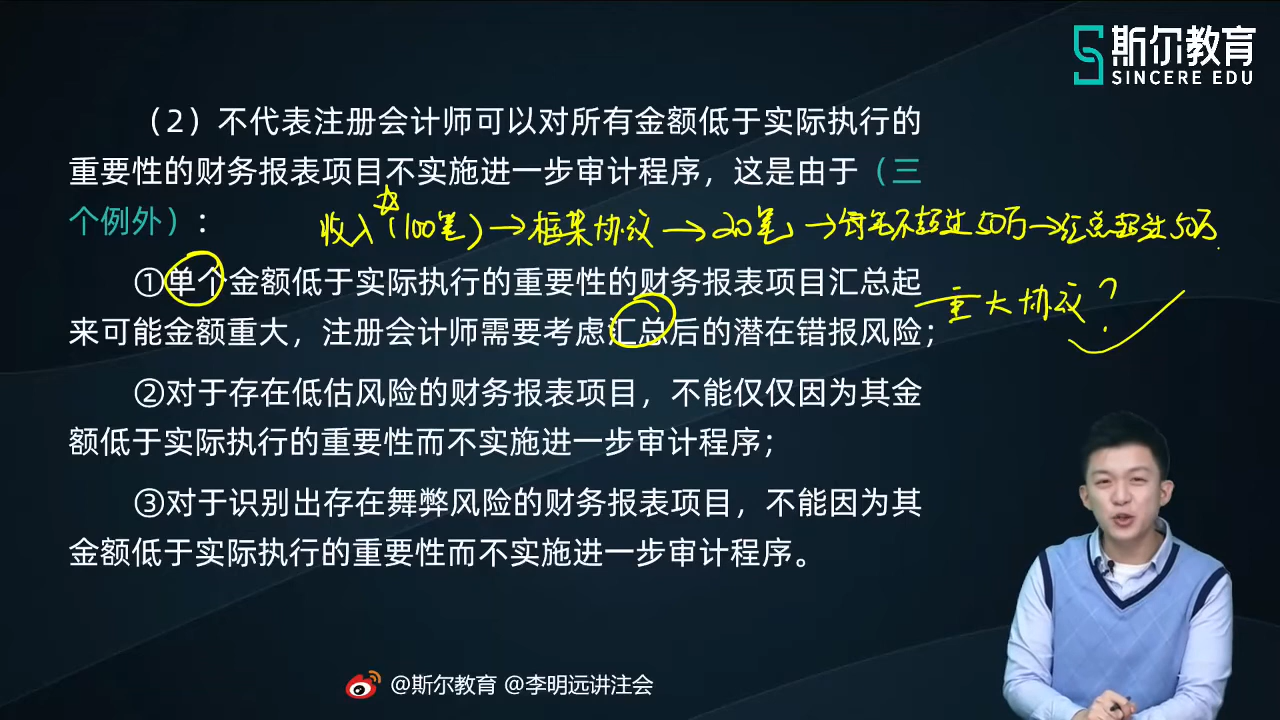 斯尔教育
SINCERE EDU
（2）不代表注册会计师可以对所有金额低于实际执行的
重要性的财务报表项目不实施进一步审计程序，这是由于（三
个例外）：
收入(100笔)→框架协议→20笔→每笔不超过50万→汇总超过50万
①单个金额低于实际执行的重要性的财务报表项目汇总起
重大协议？
来可能金额重大，注册会计师需要考虑汇总后的潜在错报风险；
②对于存在低估风险的财务报表项目，不能仅仅因为其金
额低于实际执行的重要性而不实施进一步审计程序；
③对于识别出存在舞弊风险的财务报表项目，不能因为其
金额低于实际执行的重要性而不实施进一步审计程序。
@斯尔教育 @李明远讲注会